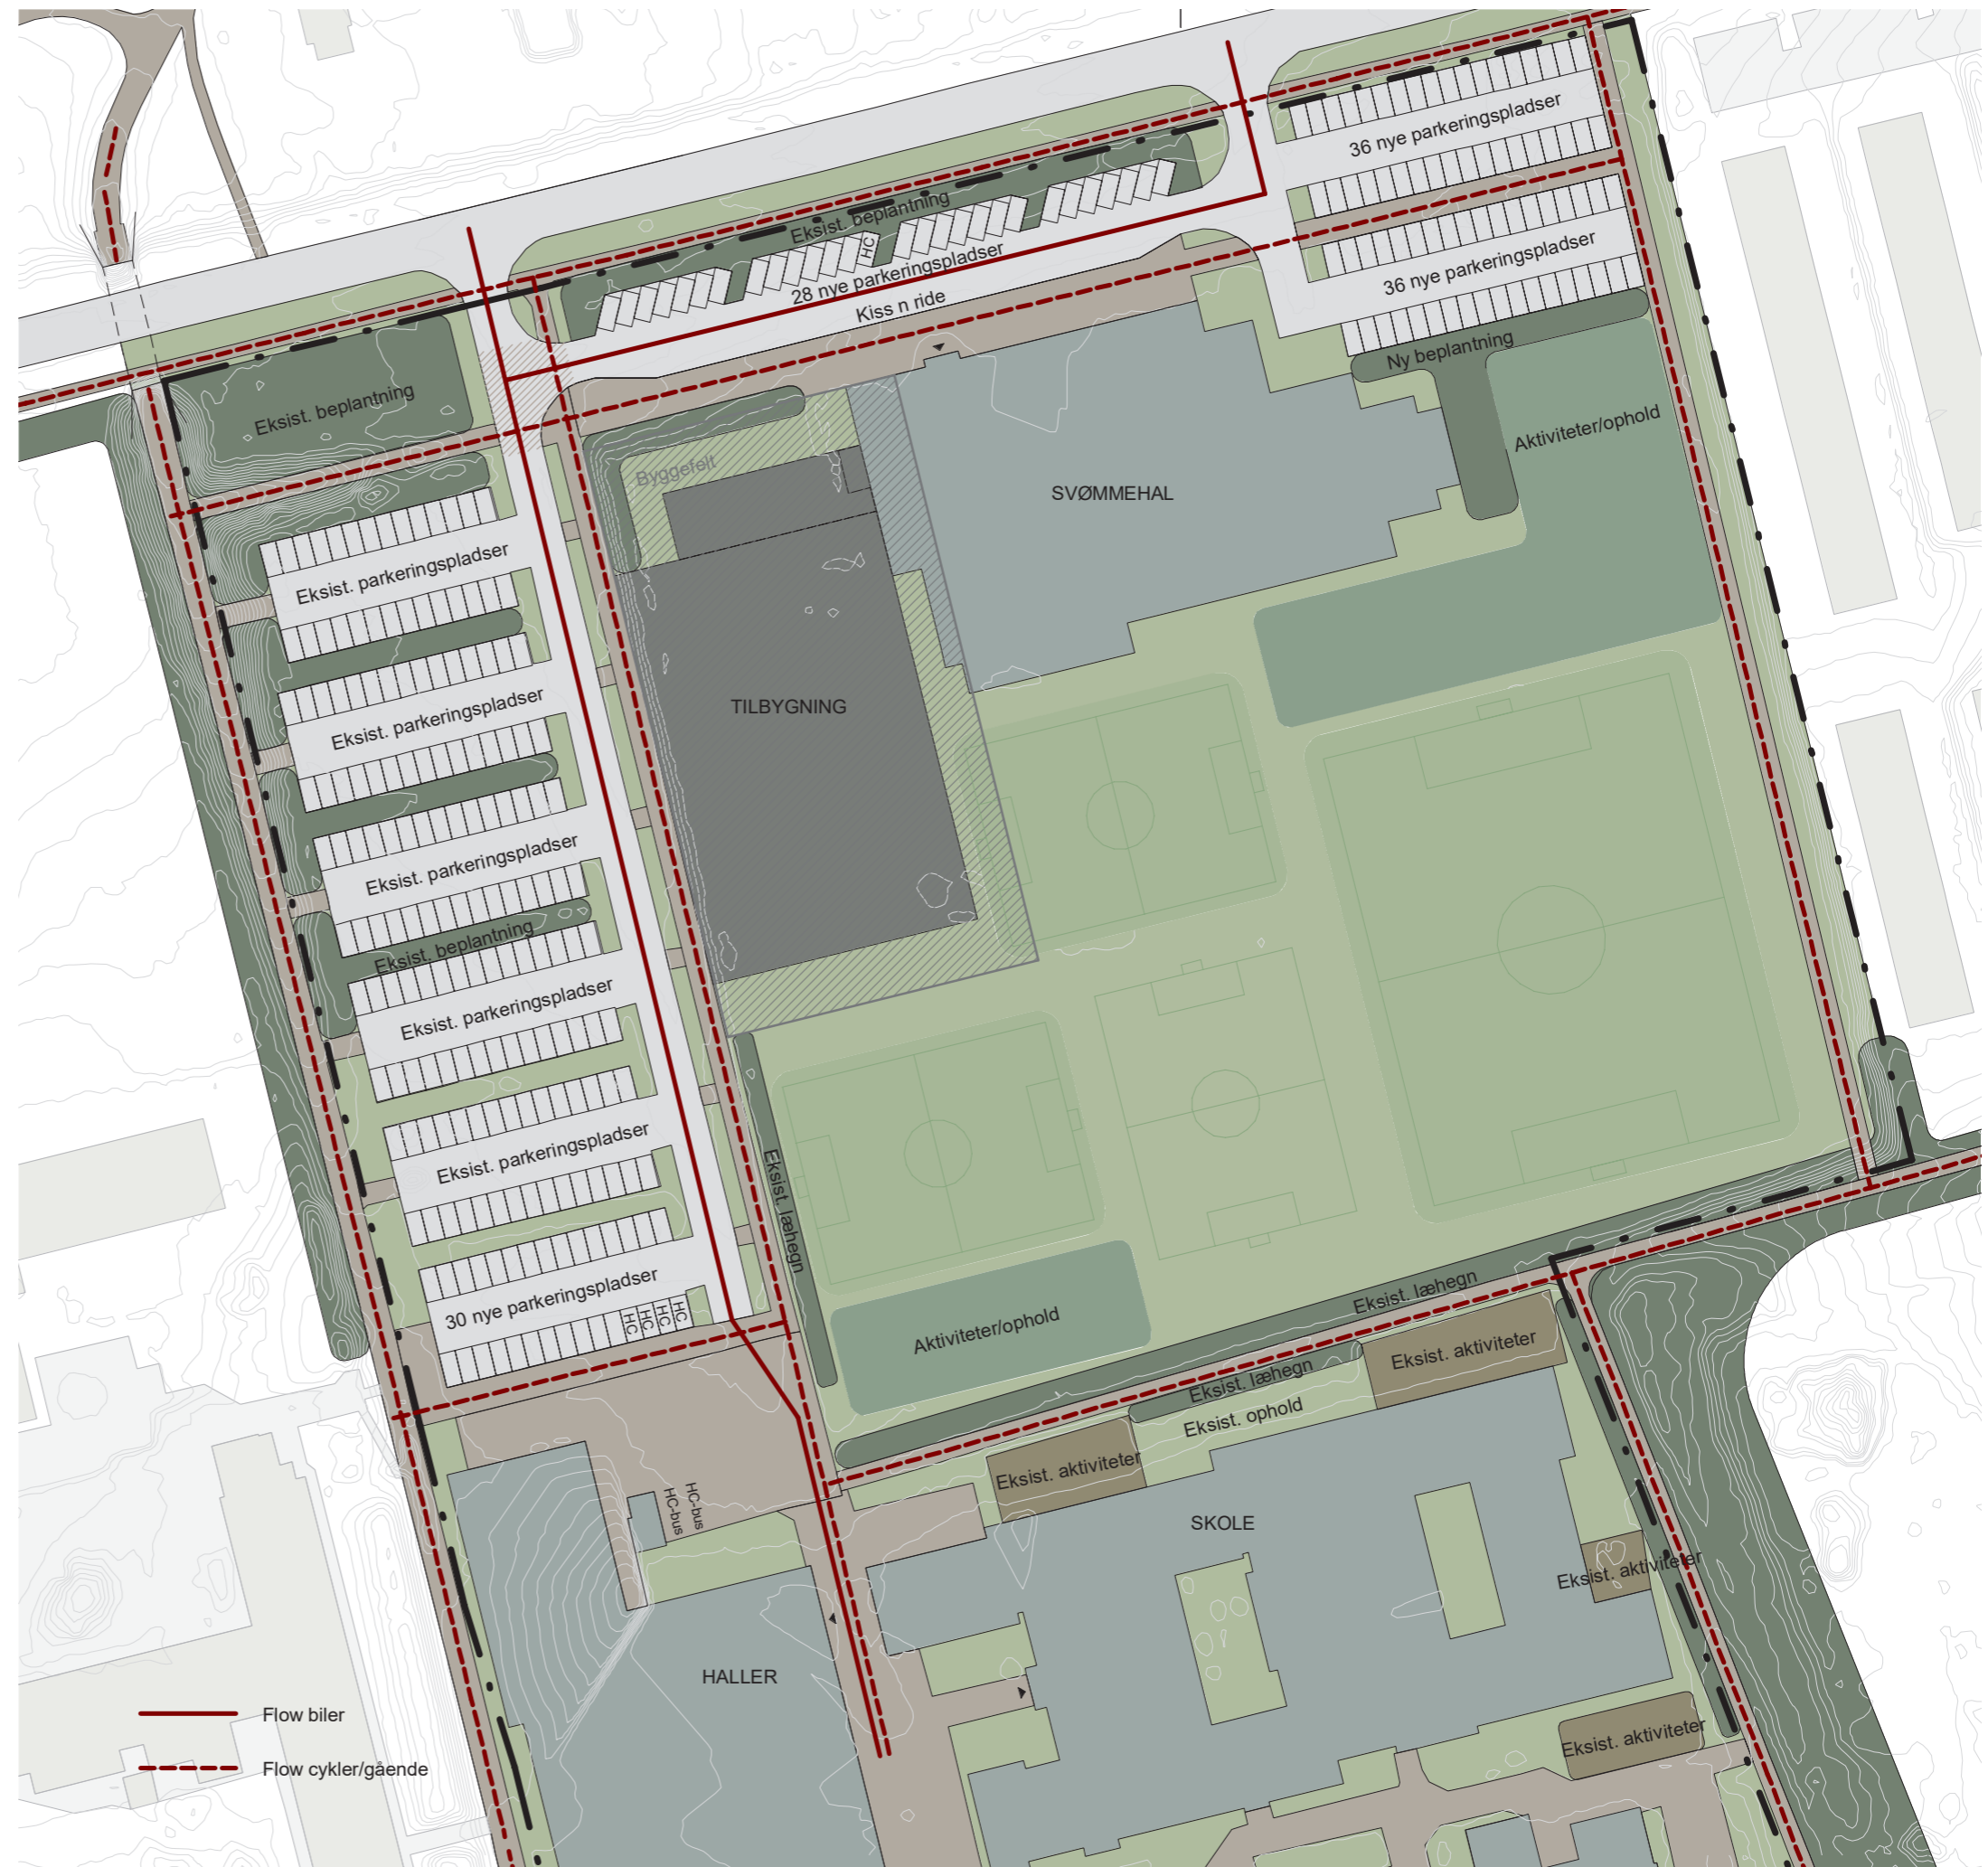 36 nye parkeringspladser
Eksist. beplantning
HC
28 nye parkeringspladser
Kiss n ride
36 nye parkeringspladser
Ny beplantning
Eksist. beplantning
Aktiviteter/ophold
Byggefelt
SVØMMEHAL
Eksist. parkeringspladser
TILBYGNING
Eksist. parkeringspladser
Eksist. parkeringspladser
Eksist. beplantning
Eksist. parkeringspladser
Eksist. parkeringspladser
Eksist. læhegn
30 nye parkeringspladser
HC
HC
HC
HC
Aktiviteter/ophold
Eksist. læhegn
Eksist. læhegn
Eksist. aktiviteter
Eksist. ophold
Eksist. aktiviteter
HC-bus
HC-bus
SKOLE
Eksist. aktiviteter
HALLER
Eksist. aktiviteter
Flow biler
Flow cykler/gående